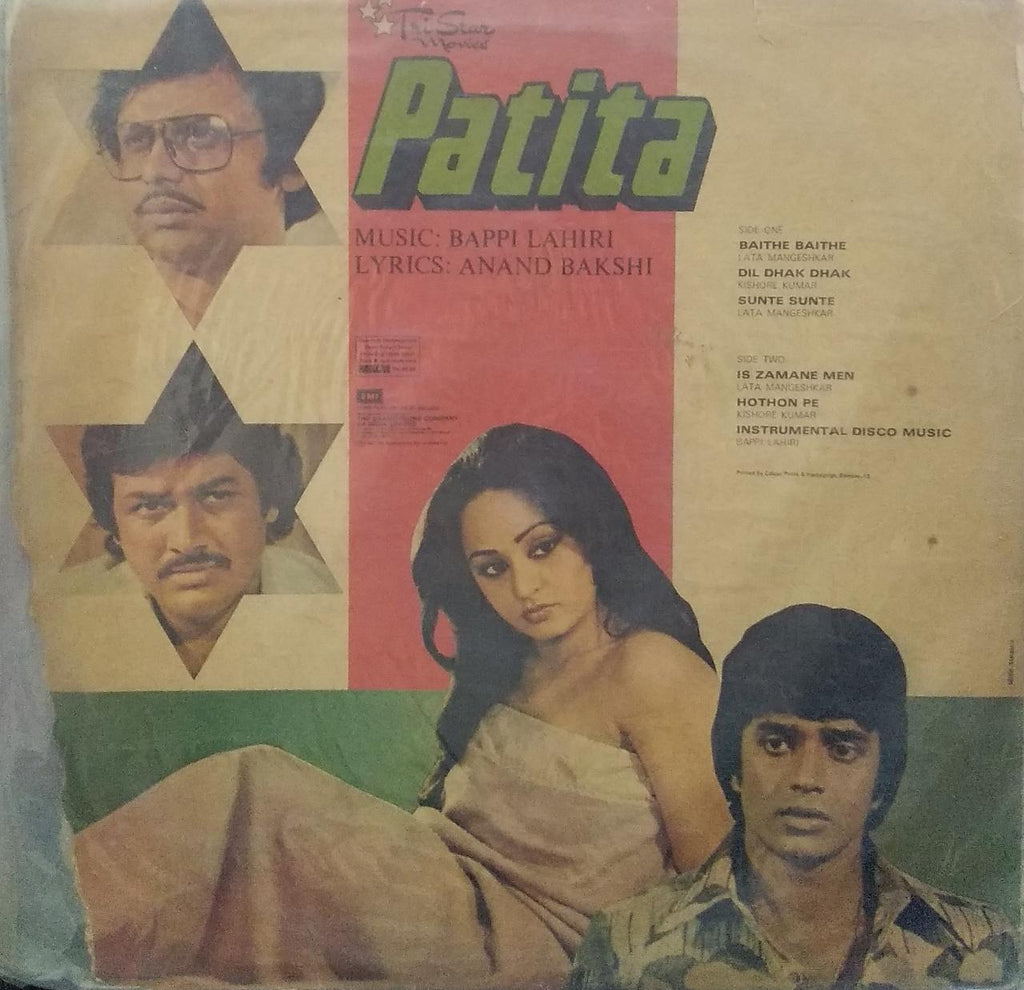 Tri Star
Movies
Patita
MUSIC: BAPPI LAHIRI
LYRICS: ANAND BAKSHI
EMI
SIDE ONE
BAITHE BAITHE
LATA MANGESHKAR
DIL DHAK DHAK
KISHORE KUMAR
SUNTE SUNTE
LATA MANGESHKAR
SIDE TWO
IS ZAMANE MEN
LATA MANGESHKAR
HOTHON PE
KISHORE KUMAR
INSTRUMENTAL DISCO MUSIC
BAPPI LAHIRI